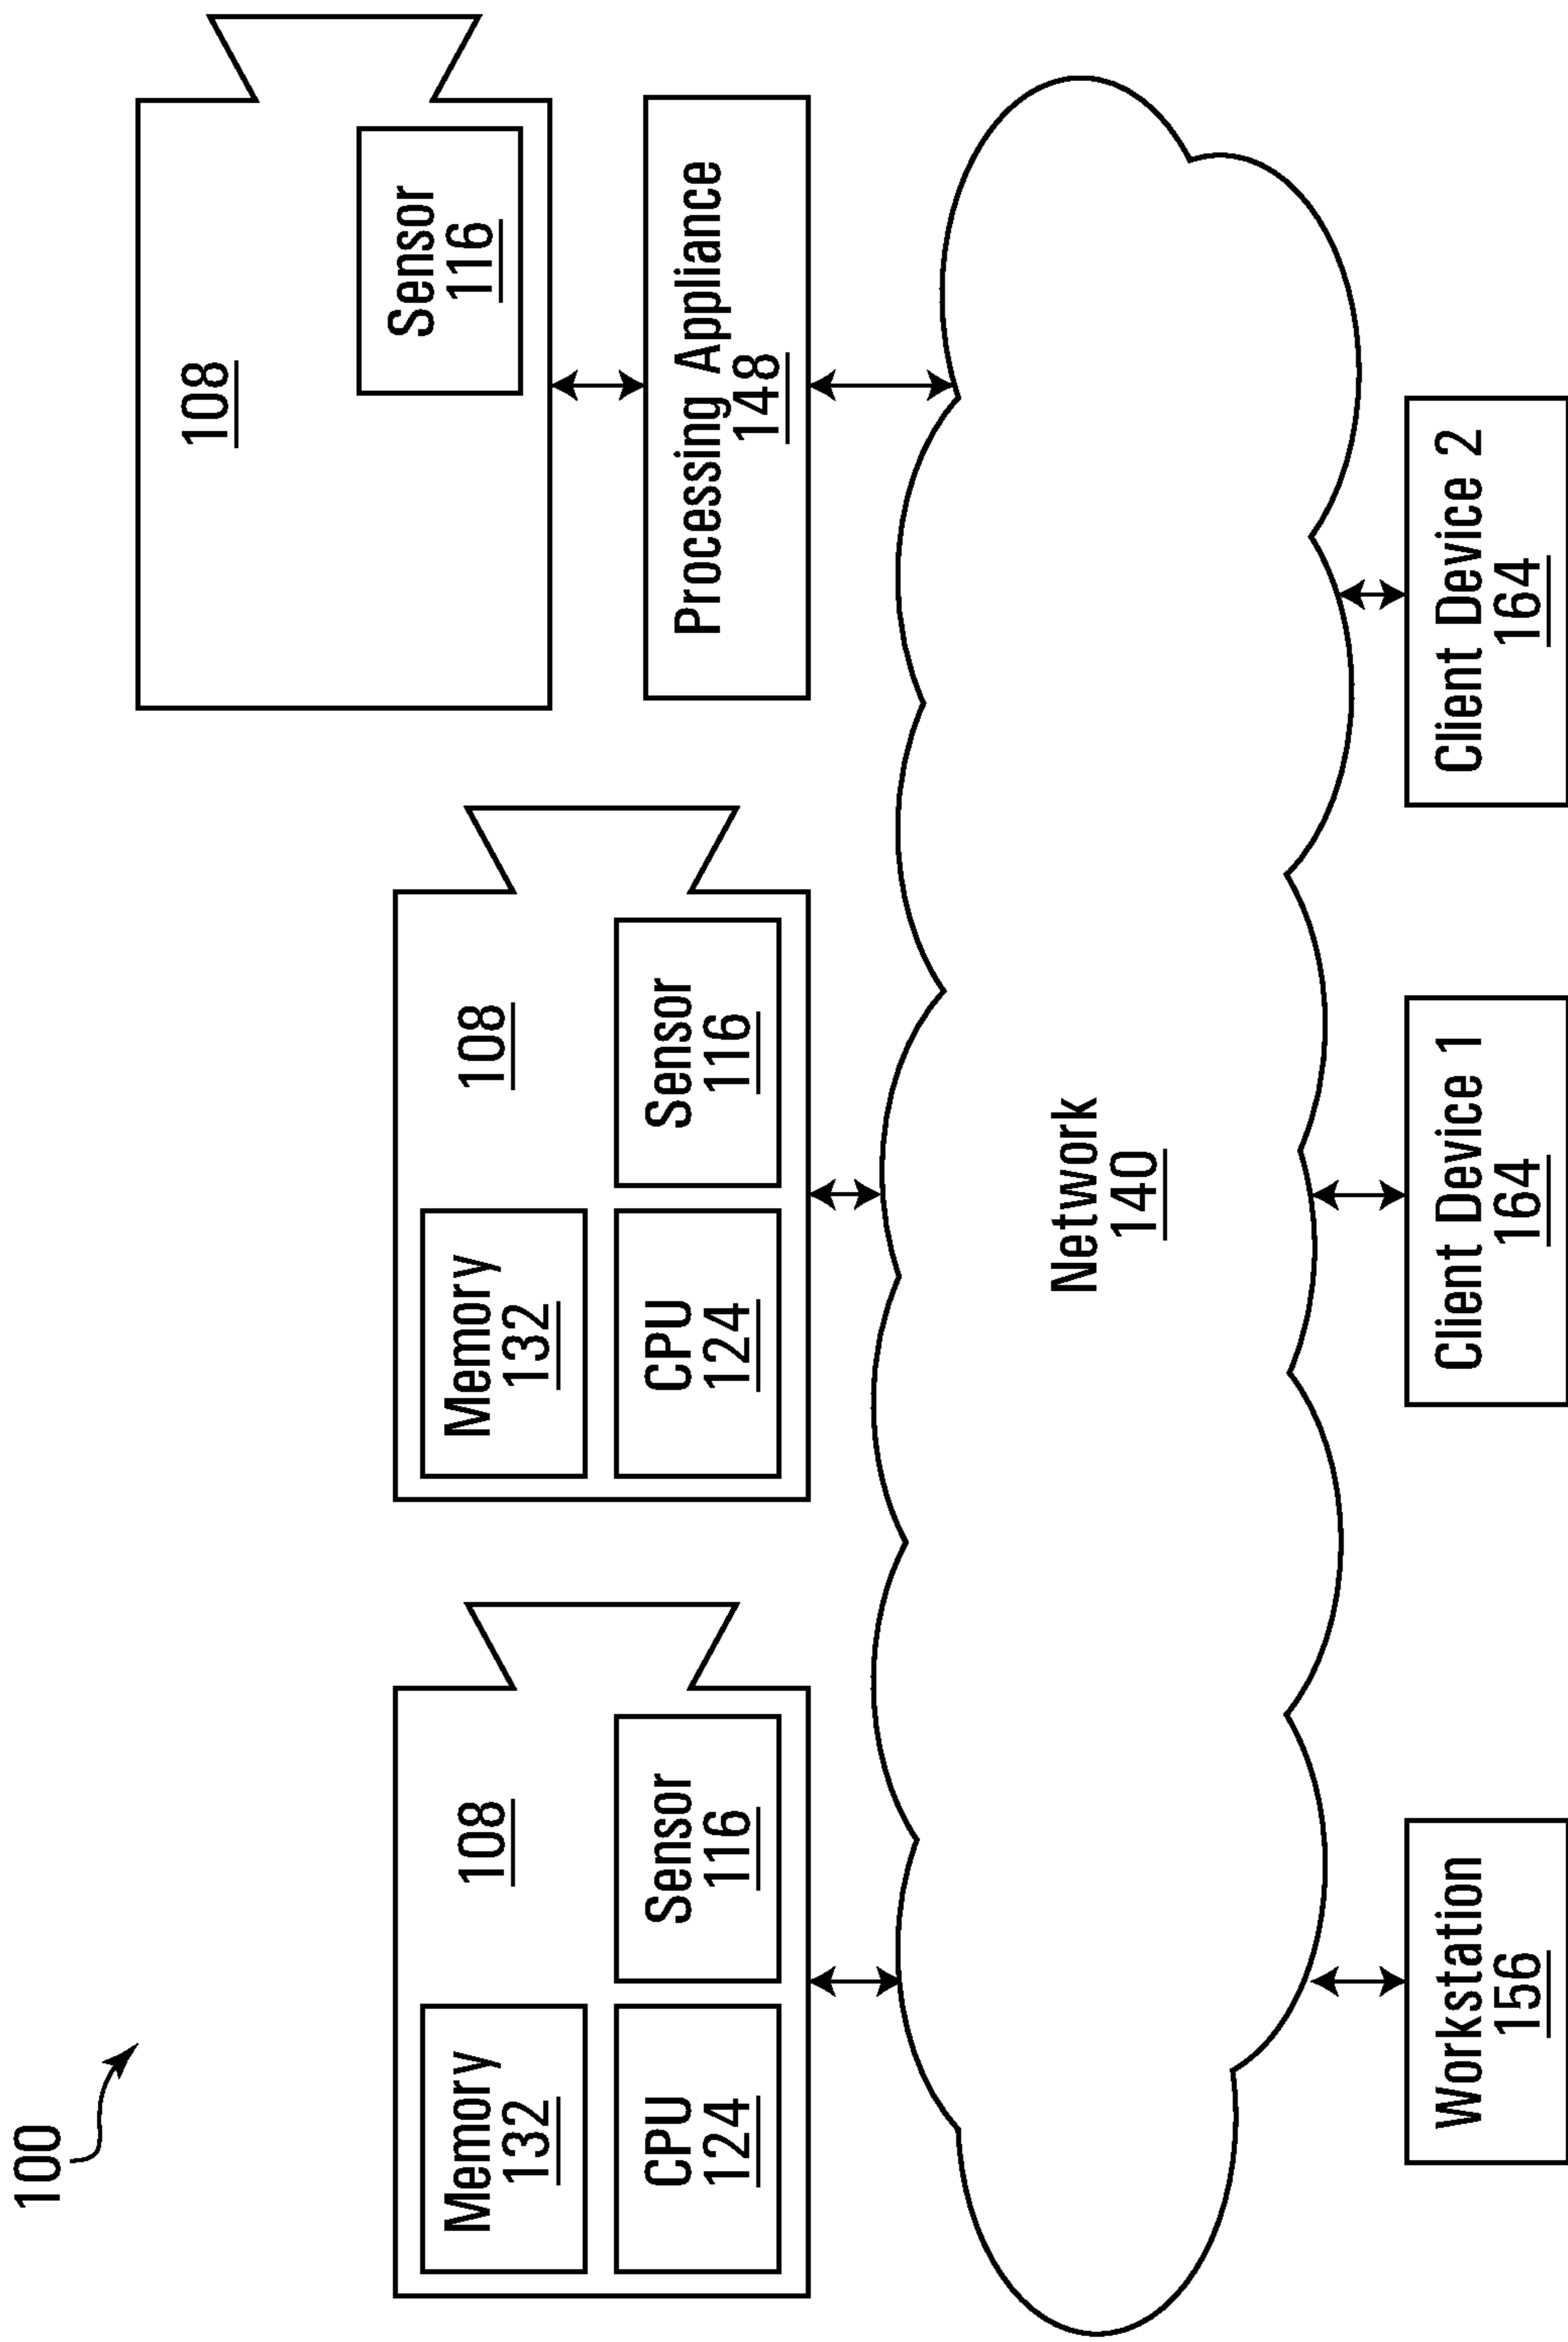 100
108
Memory
132
CPU
124
Sensor
116
108
Memory
132
CPU
124
Sensor
116
108
Sensor
116
Processing Appliance
148
Network
140
Workstation
156
Client Device 1
164
Client Device 2
164